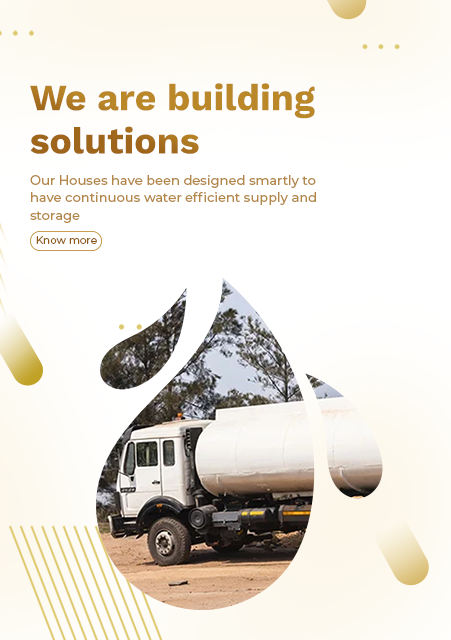 We are building
solutions
Our Houses have been designed smartly to
have continuous water efficient supply and
storage
Know more